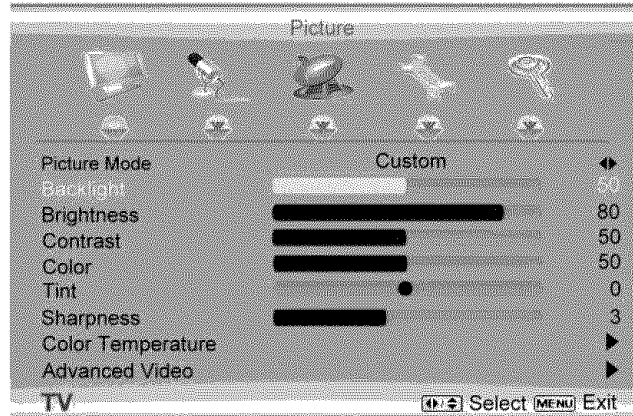 Picture
Picture Mode Custom
Backlight 50
Brightness 80
Contrast 50
Color 50
Tint 0
Sharpness 3
Color Temperature
Advanced Video
TV Select MENU Exit